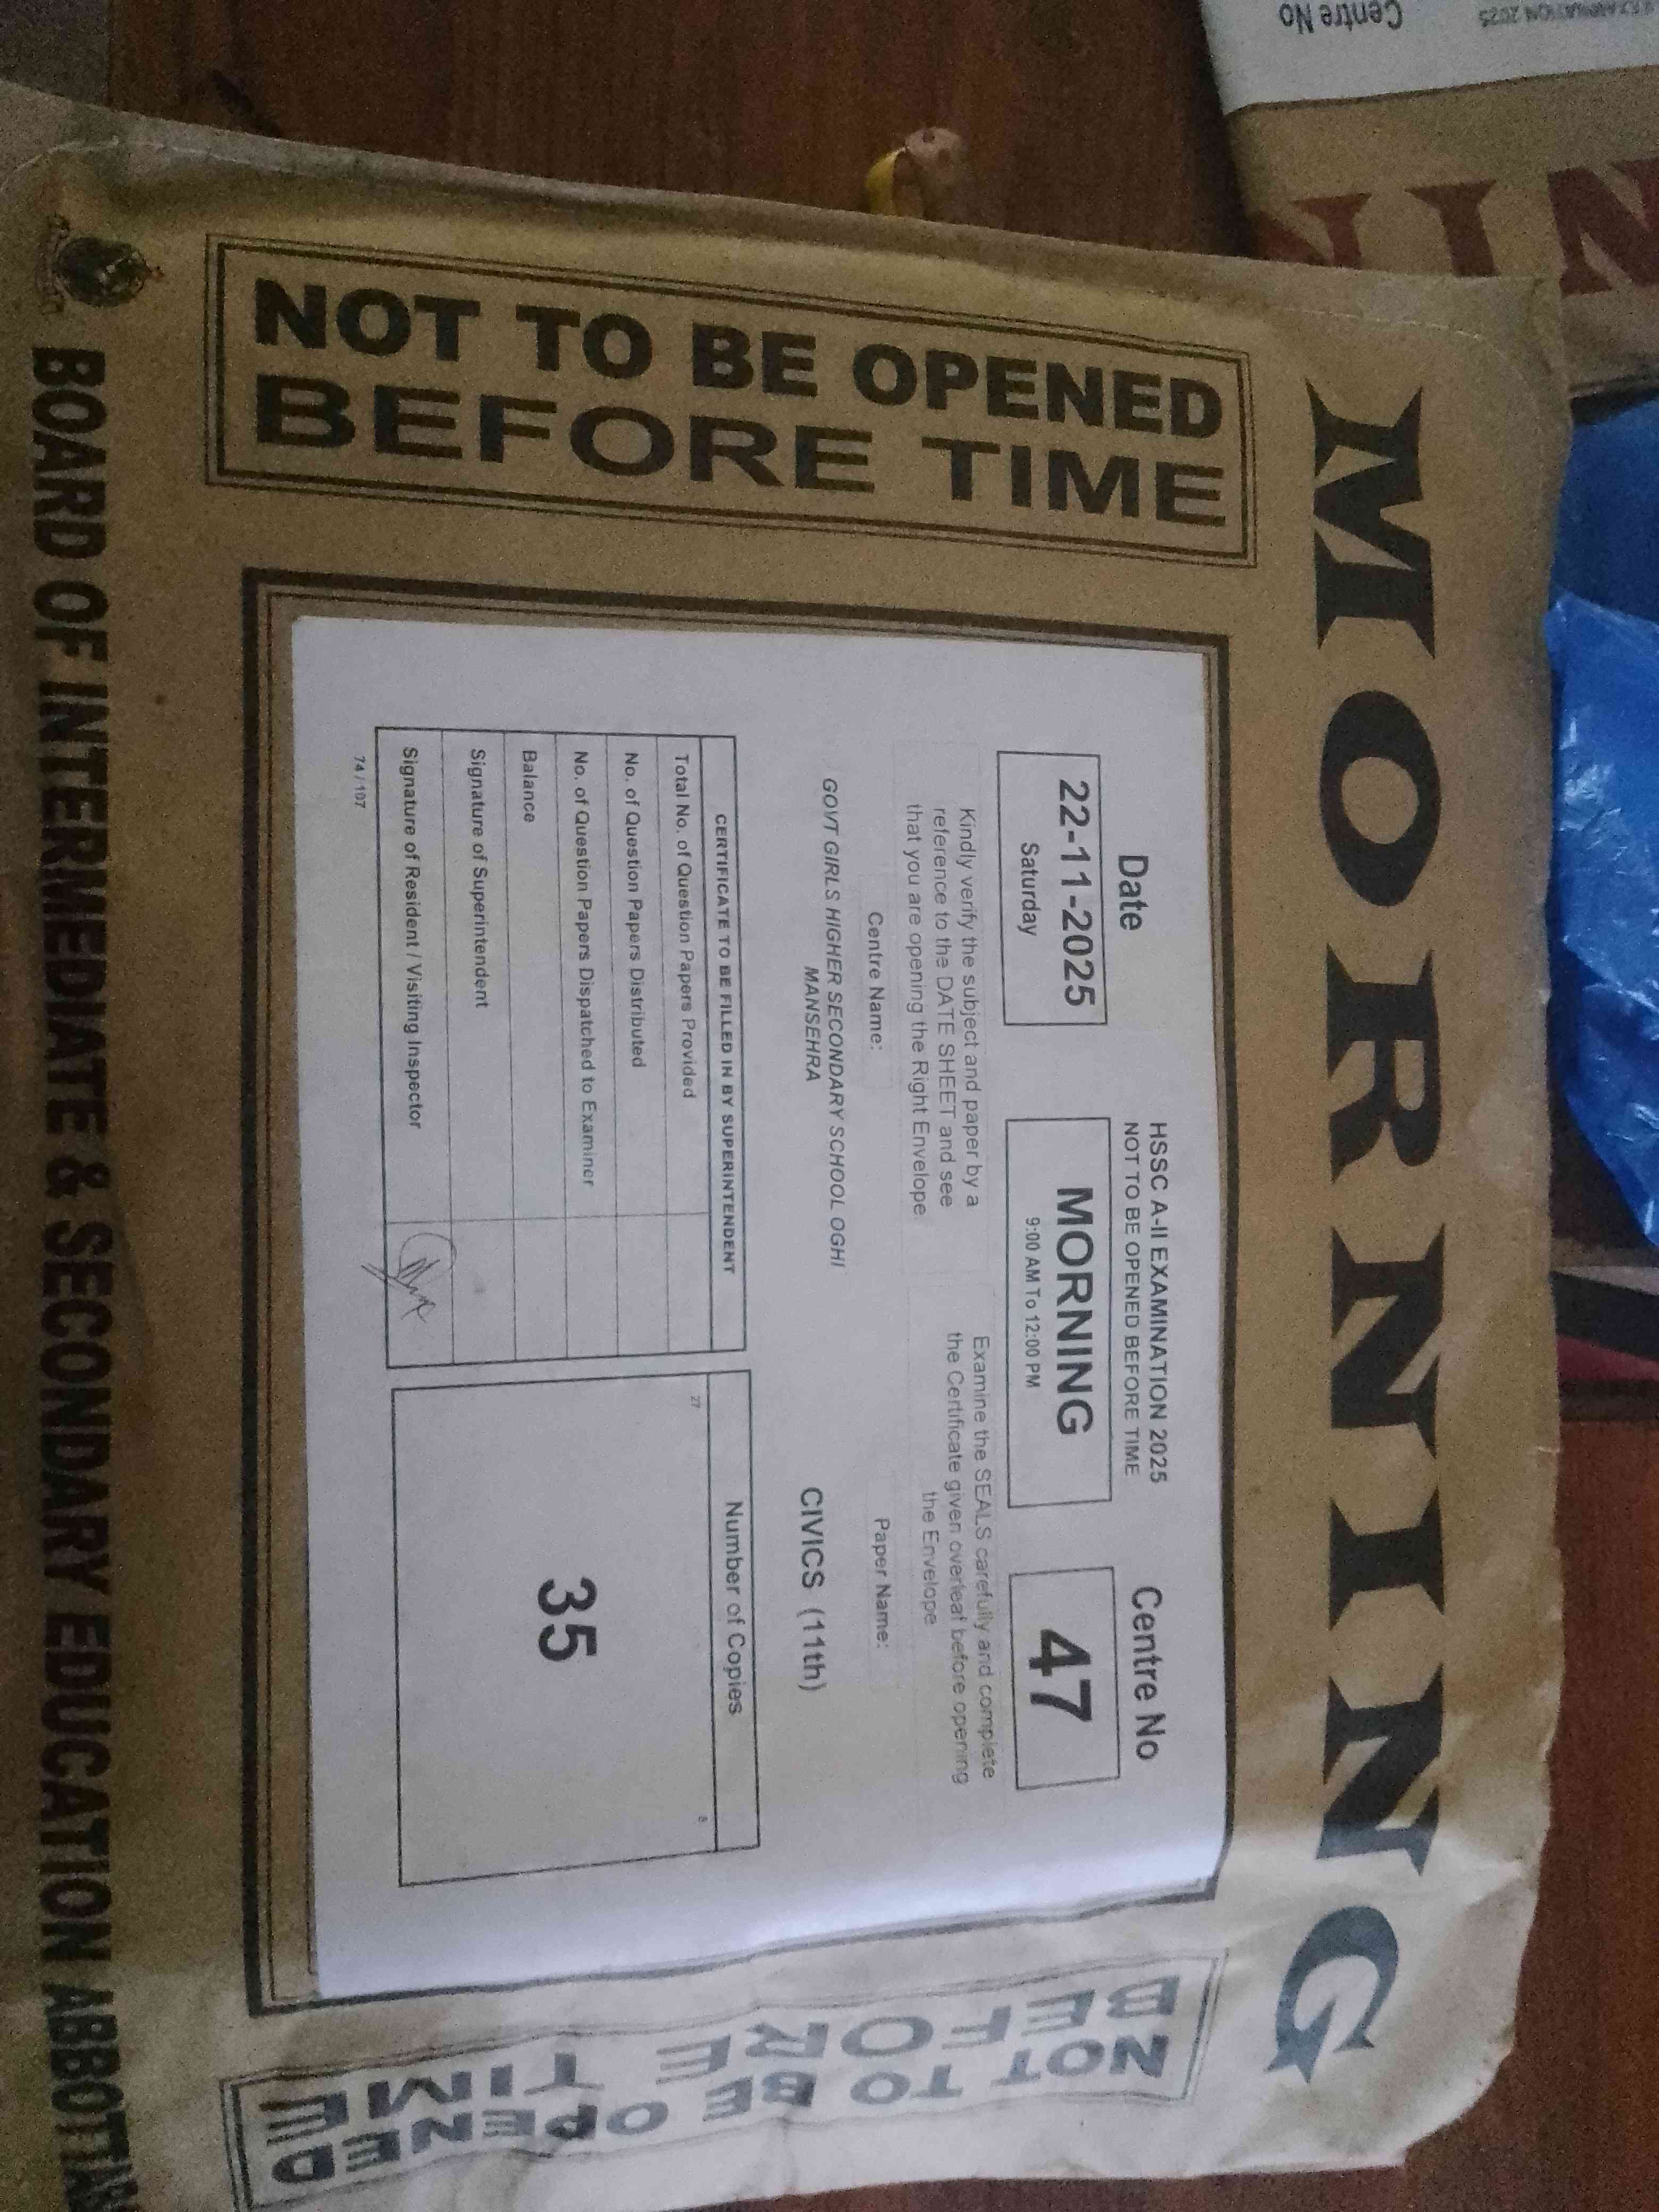 MORNING
NOT TO BE OPENED
BEFORE TIME
Date
22-11-2025
Saturday
HSSC A-II EXAMINATION 2025
NOT TO BE OPENED BEFORE TIME
MORNING
9:00 AM To 12:00 PM
Centre No
47
Kindly verify the subject and paper by a
reference to the DATE SHEET and see
that you are opening the Right Envelope
Examine the SEALS carefully and complete
the Certificate given overleaf before opening
the Envelope
Centre Name:
GOVT GIRLS HIGHER SECONDARY SCHOOL OGHI
MANSEHRA
Paper Name:
CIVICS (11th)
CERTIFICATE TO BE FILLED IN BY SUPERINTENDENT
Total No. of Question Papers Provided
No. of Question Papers Distributed
No. of Question Papers Dispatched to Examiner
Balance
Signature of Superintendent
Signature of Resident / Visiting Inspector
74 / 107
Number of Copies
27
35
NOT TO BE OPENED
BEFORE TIME
BOARD OF INTERMEDIATE & SECONDARY EDUCATION
Centre No
EXAMINATION 2025
NIN